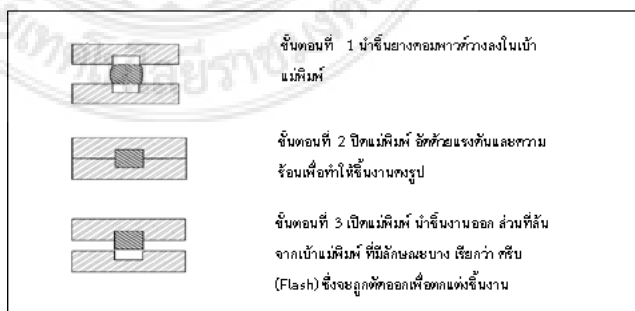 ขั้นตอนที่ 1 นำชิ้นยางคอมพาวด์วางลงในเบ้า
แม่พิมพ์
ขั้นตอนที่ 2 ปิดแม่พิมพ์ อัดด้วยแรงดันและความ
ร้อนเพื่อทำให้ชิ้นงานคงรูป
ขั้นตอนที่ 3 เปิดแม่พิมพ์ นำชิ้นงานออก ส่วนที่ล้น
จากเบ้าแม่พิมพ์ ที่มีลักษณะบาง เรียกว่า ครีบ
(Flash) ซึ่งจะถูกตัดออกเพื่อตกแต่งชิ้นงาน